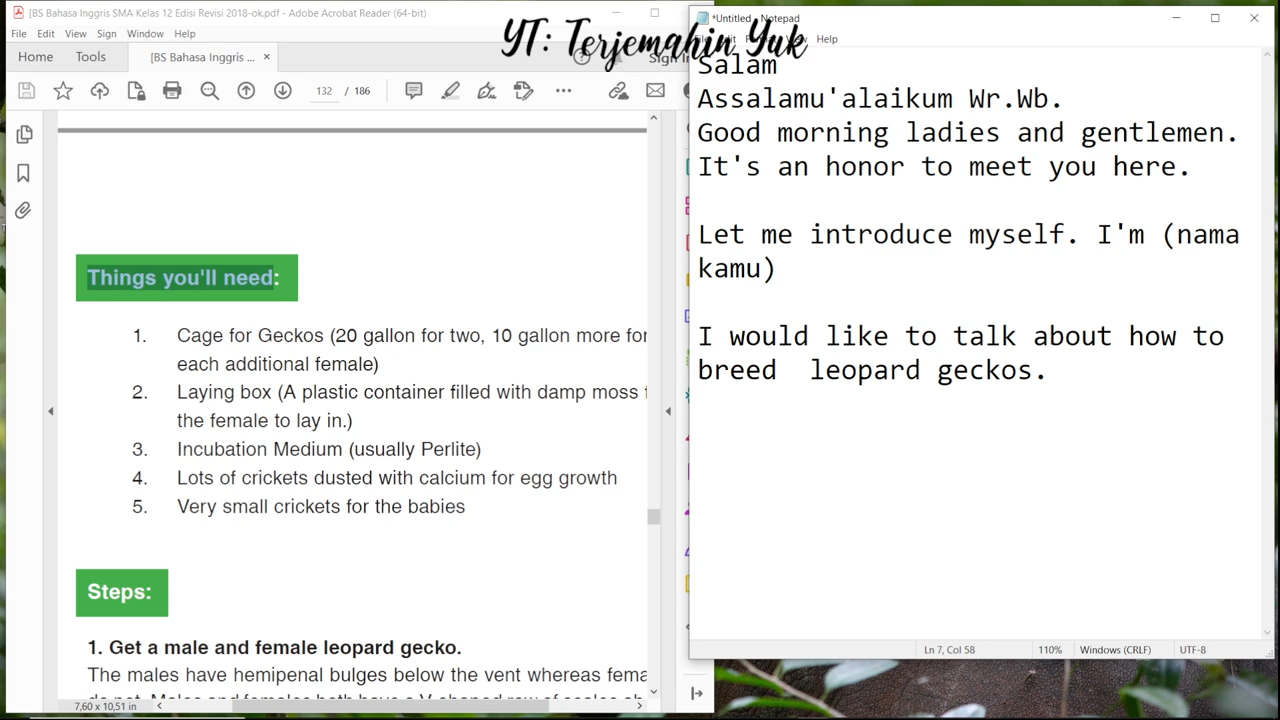 [BS Bahasa Inggris SMA Kelas 12 Edisi Revisi 2018-ok.pdf - Adobe Acrobat Reader (64-bit)
File Edit View Sign Window Help
Home Tools [BS Bahasa Inggris ... ×
132 / 186
Things you'll need:
1. Cage for Geckos (20 gallon for two, 10 gallon more for
each additional female)
2. Laying box (A plastic container filled with damp moss
the female to lay in.)
3. Incubation Medium (usually Perlite)
4. Lots of crickets dusted with calcium for egg growth
5. Very small crickets for the babies
Steps:
1. Get a male and female leopard gecko.
The males have hemipenal bulges below the vent whereas fema
7,60 x 10,51 in
YT: Terjemahin Yuk
*Untitled - Notepad
Help
Salam
Assalamu'alaikum Wr.Wb.
Good morning ladies and gentlemen.
It's an honor to meet you here.
Let me introduce myself. I'm (nama
kamu)
I would like to talk about how to
breed  leopard geckos.
Ln 7, Col 58 110% Windows (CRLF) UTF-8